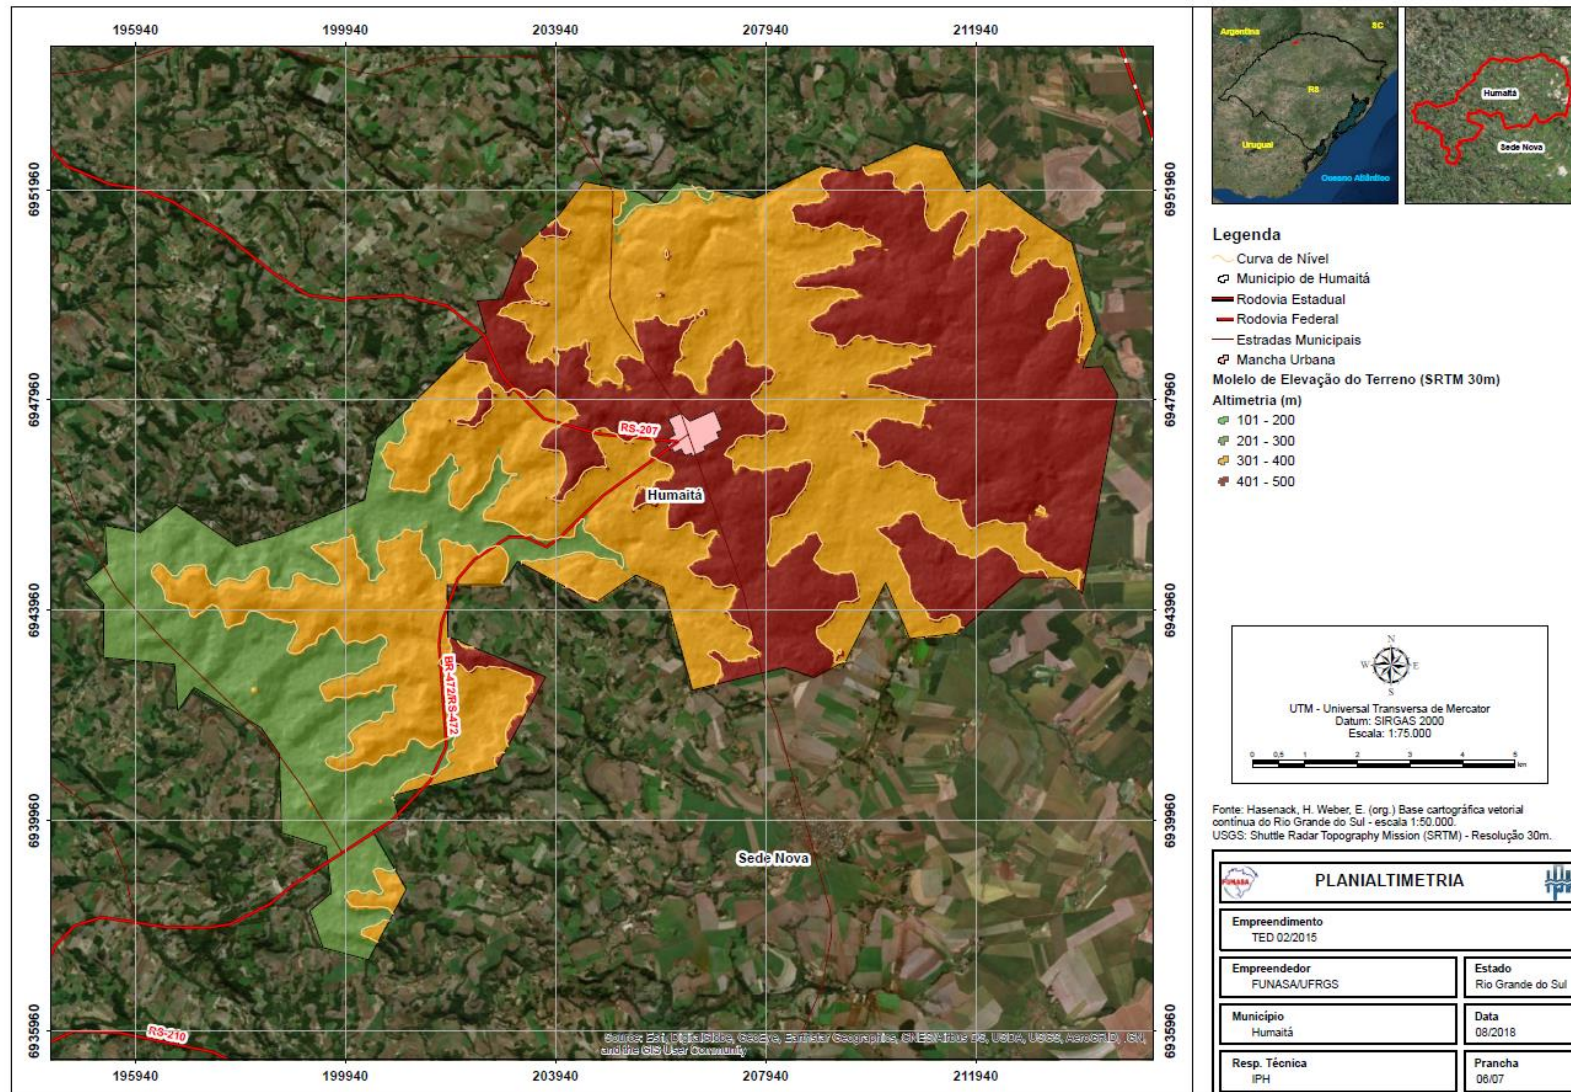 195940 199940 203940 207940 211940
6951960 6951960
6947960 6947960
6943960 6943960
6939960 6939960
6935960 6935960
RS-207
Humaitá
BR-472/RS-472
Sede Nova
RS-210
Source: Esri, DigitalGlobe, GeoEye, Earthstar Geographics, CNES/Airbus DS, USDA, USGS, AeroGRID, IGN,
and the GIS User Community
195940 199940 203940 207940 211940
Argentina
SC
RS
Uruguai
Oceano Atlântico
Humaitá
Sede Nova
Legenda
Curva de Nível
Municipio de Humaitá
Rodovia Estadual
Rodovia Federal
Estradas Municipais
Mancha Urbana
Molelo de Elevação do Terreno (SRTM 30m)
Altimetria (m)
101 - 200
201 - 300
301 - 400
401 - 500
N
W E
S
UTM - Universal Transversa de Mercator
Datum: SIRGAS 2000
Escala: 1:75.000
0 0,5 1 2 3 4 5
km
Fonte: Hasenack, H. Weber, E. (org.) Base cartográfica vetorial
contínua do Rio Grande do Sul - escala 1:50.000.
USGS: Shuttle Radar Topography Mission (SRTM) - Resolução 30m.
FUNASA
PLANIALTIMETRIA
IPH
Empreendimento
TED 02/2015
Empreendedor
FUNASA/UFRGS
Estado
Rio Grande do Sul
Município
Humaitá
Data
08/2018
Resp. Técnica
IPH
Prancha
06/07